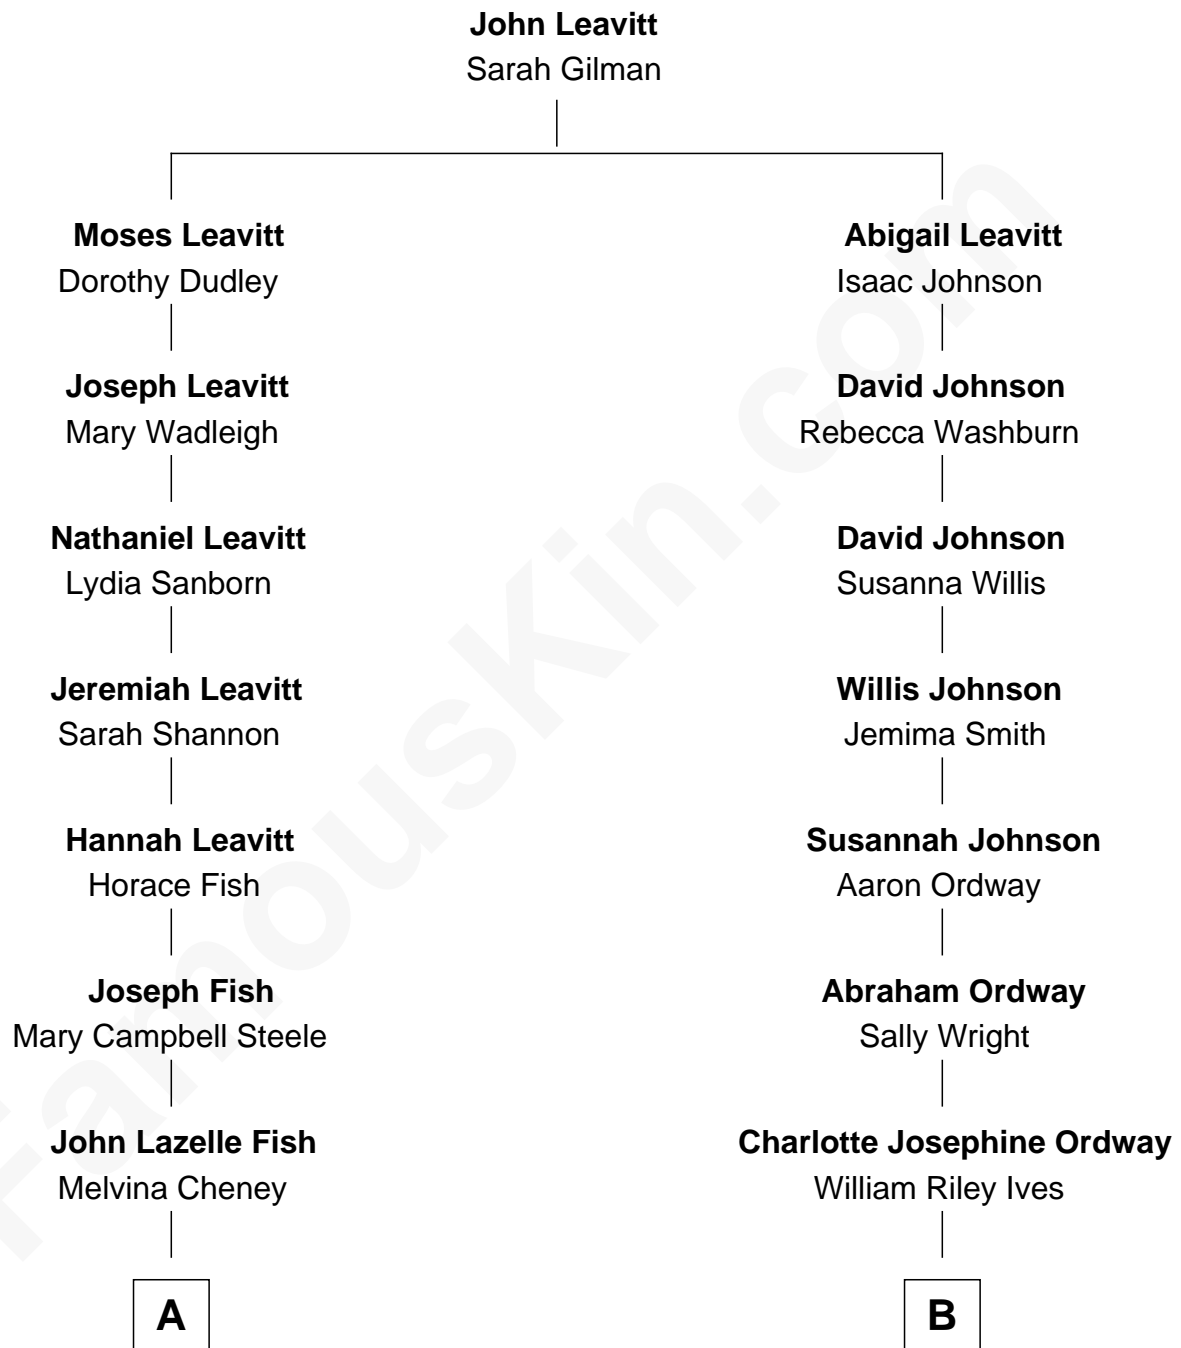 John Leavitt
Sarah Gilman
Moses Leavitt
Dorothy Dudley
Abigail Leavitt
Isaac Johnson
Joseph Leavitt
Mary Wadleigh
David Johnson
Rebecca Washburn
Nathaniel Leavitt
Lydia Sanborn
David Johnson
Susanna Willis
Jeremiah Leavitt
Sarah Shannon
Willis Johnson
Jemima Smith
Hannah Leavitt
Horace Fish
Susannah Johnson
Aaron Ordway
Joseph Fish
Mary Campbell Steele
Abraham Ordway
Sally Wright
John Lazelle Fish
Melvina Cheney
Charlotte Josephine Ordway
William Riley Ives
A
B
FamousKin.com